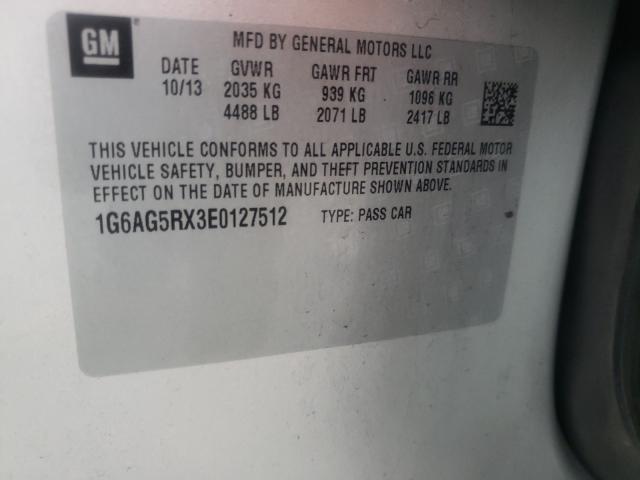 GM ®
MFD BY GENERAL MOTORS LLC
DATE GVWR GAWR FRT GAWR RR
10/13 2035 KG 939 KG 1096 KG
4488 LB 2071 LB 2417 LB
THIS VEHICLE CONFORMS TO ALL APPLICABLE U.S. FEDERAL MOTOR
VEHICLE SAFETY, BUMPER, AND THEFT PREVENTION STANDARDS IN
EFFECT ON THE DATE OF MANUFACTURE SHOWN ABOVE.
1G6AG5RX3E0127512 TYPE: PASS CAR